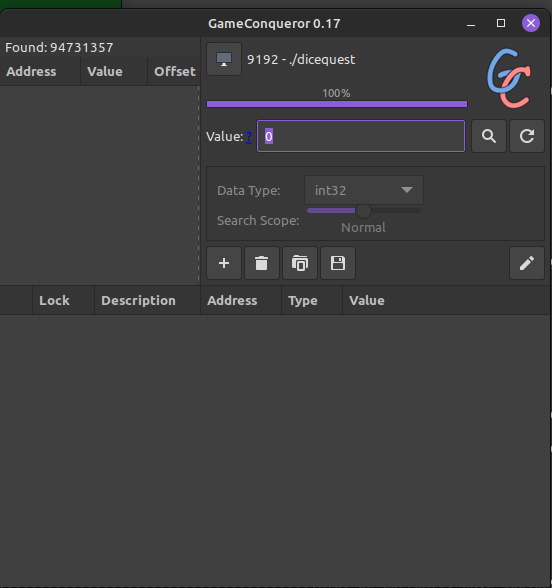 GameConqueror 0.17
Found: 94731357
Address Value Offset
9192 - ./dicequest
100%
Value: ? 0
Data Type: int32
Search Scope:
Normal
Lock Description Address Type Value